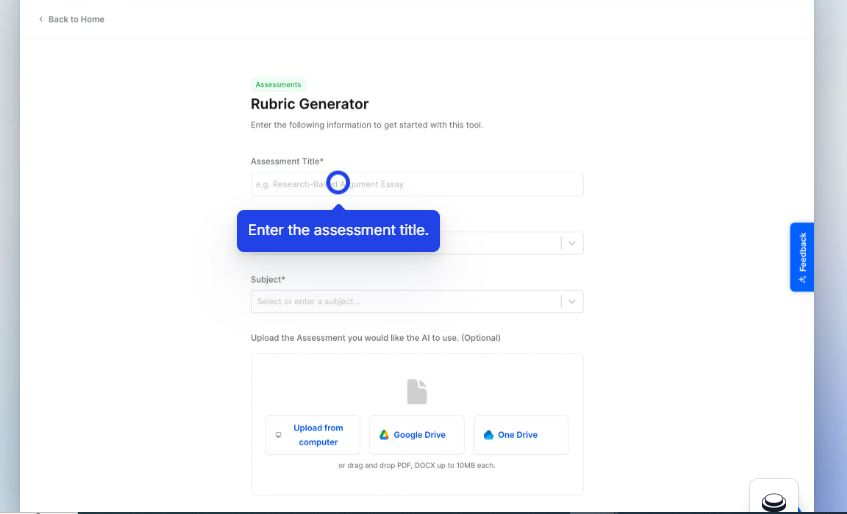 Back to Home
Assessments
Rubric Generator
Enter the following information to get started with this tool.
Assessment Title*
e.g. Research-Based Argument Essay
Enter the assessment title.
Subject*
Select or enter a subject...
Upload the Assessment you would like the AI to use. (Optional)
Upload from
computer
Google Drive
One Drive
or drag and drop PDF, DOCX up to 10MB each.
Feedback